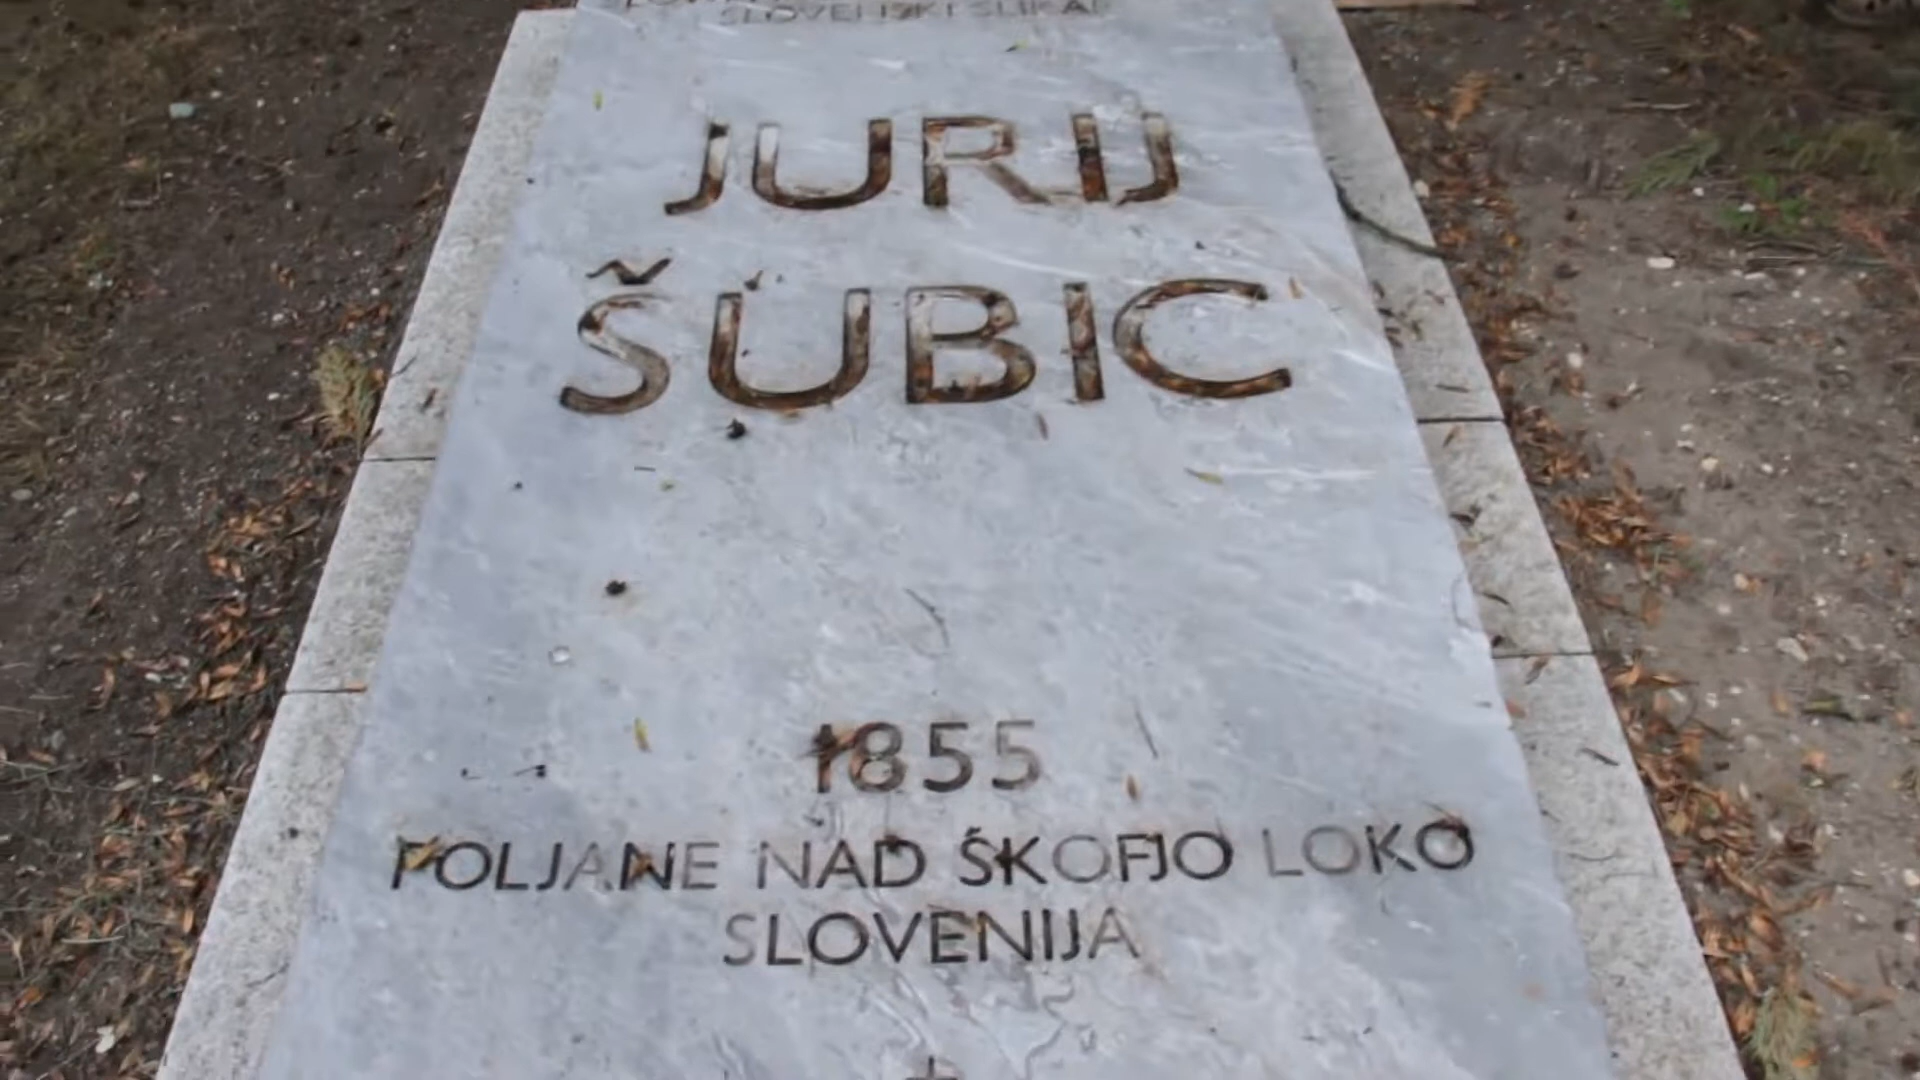 SLOVENSKI SLIKAR
JURIJ
ŠUBIC
1855
POLJANE NAD ŠKOFJO LOKO
SLOVENIJA